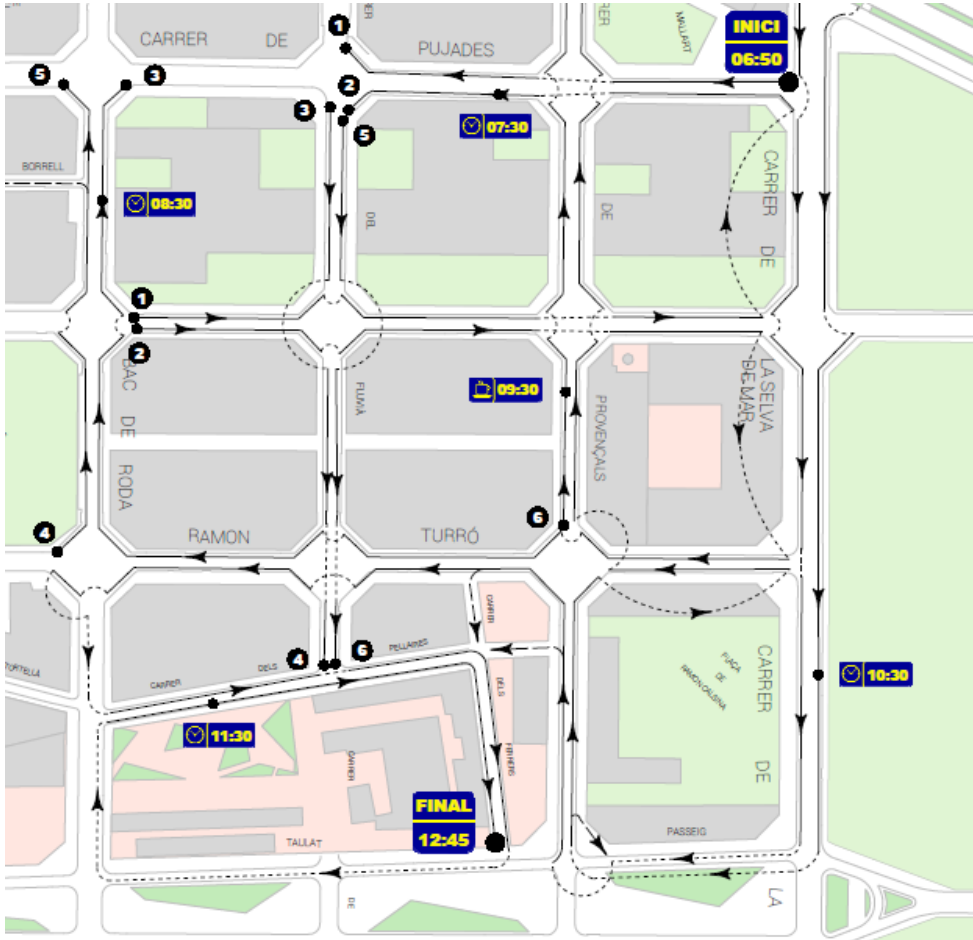 RER
RER
MALLART
INICI
06:50
CARRER DE
PUJADES
1
5
3
2
3
5
07:30
BORRELL
08:30
DEL
DE
CARRER DE
1
2
BAC DE RODA
FLUVIÀ
09:30
PROVENÇALS
LA SELVA
DE MAR
4
RAMON
TURRÓ
6
CARRER
DELS
PELLAIRES
4
6
CARRER
DELS
FERRERS
PLAÇA
DE
RAMON CALSINA
CARRER DE
10:30
11:30
CARRER
FINAL
12:45
TAULAT
PASSEIG
DE
LA